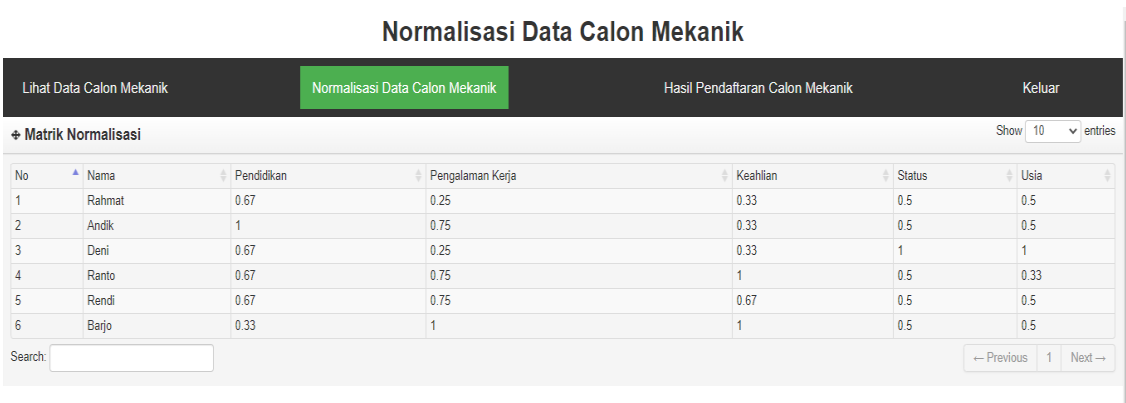 Normalisasi Data Calon Mekanik
Lihat Data Calon Mekanik Normalisasi Data Calon Mekanik Hasil Pendaftaran Calon Mekanik Keluar
Matrik Normalisasi Show 10 entries
No Nama Pendidikan Pengalaman Kerja Keahlian Status Usia
1 Rahmat 0.67 0.25 0.33 0.5 0.5
2 Andik 1 0.75 0.33 0.5 0.5
3 Deni 0.67 0.25 0.33 1 1
4 Ranto 0.67 0.75 1 0.5 0.33
5 Rendi 0.67 0.75 0.67 0.5 0.5
6 Barjo 0.33 1 1 0.5 0.5
Search: ← Previous 1 Next →